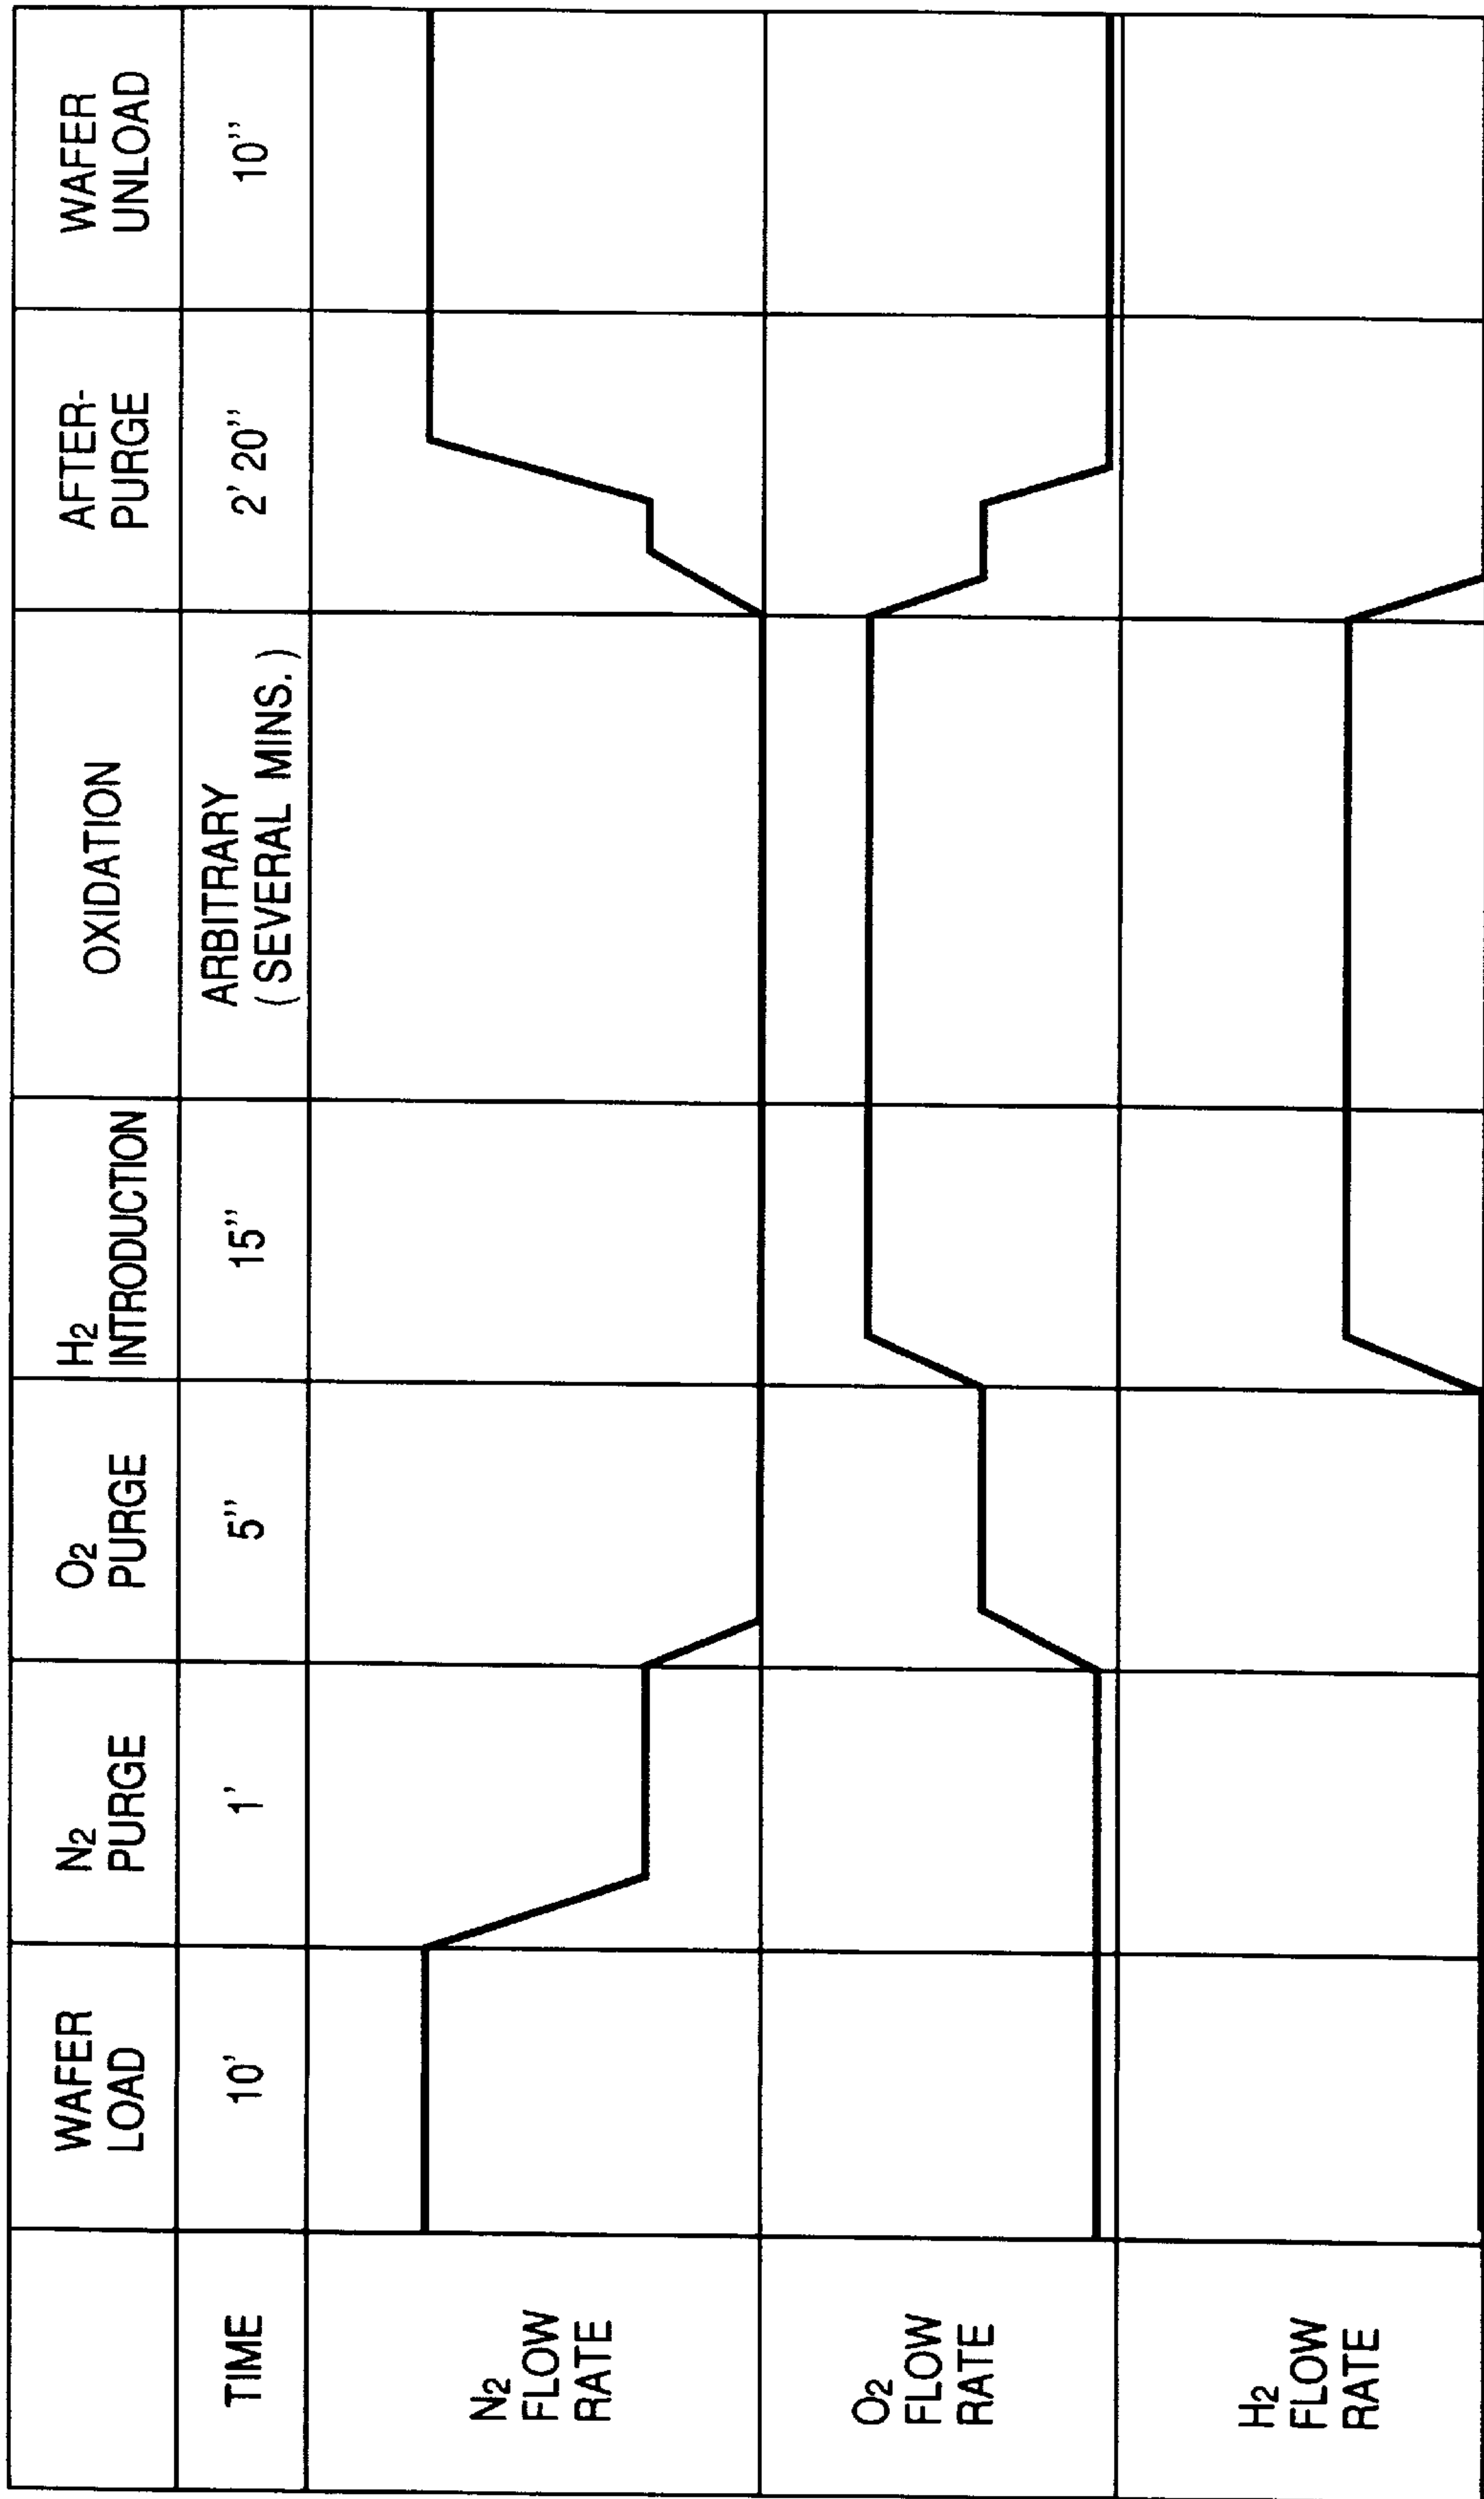 WAFER
LOAD
N2
PURGE
O2
PURGE
H2
INTRODUCTION
OXIDATION
AFTER-
PURGE
WAFER
UNLOAD
TIME
10'
1'
5"
15"
ARBITRARY
( SEVERAL MINS. )
2' 20"
10"
N2
FLOW
RATE
O2
FLOW
RATE
H2
FLOW
RATE